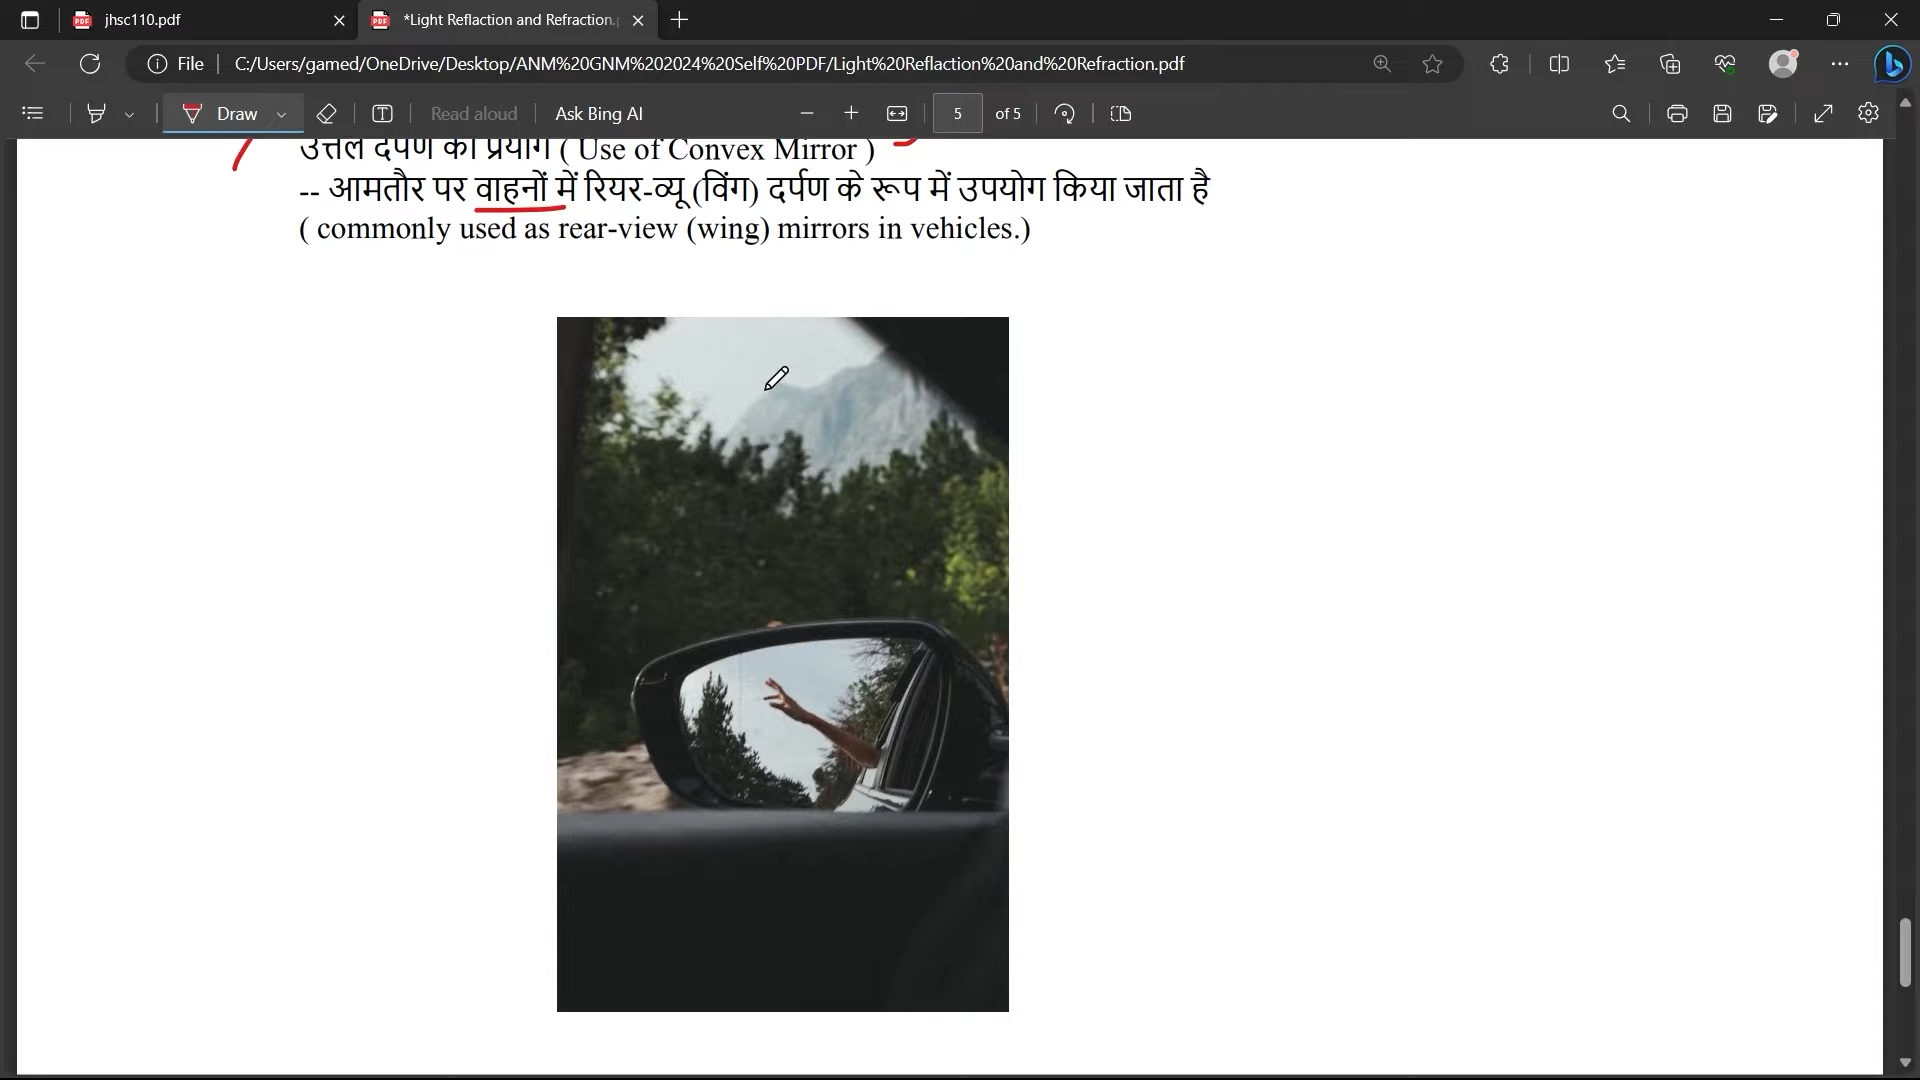 jhsc110.pdf
*Light Reflaction and Refraction.
File
C:/Users/gamed/OneDrive/Desktop/ANM%20GNM%202024%20Self%20PDF/Light%20Reflaction%20and%20Refraction.pdf
Draw
Read aloud
Ask Bing AI
5
of 5
उत्तल दर्पण का प्रयोग ( Use of Convex Mirror )
-- आमतौर पर वाहनों में रियर-व्यू (विंग) दर्पण के रूप में उपयोग किया जाता है
( commonly used as rear-view (wing) mirrors in vehicles.)